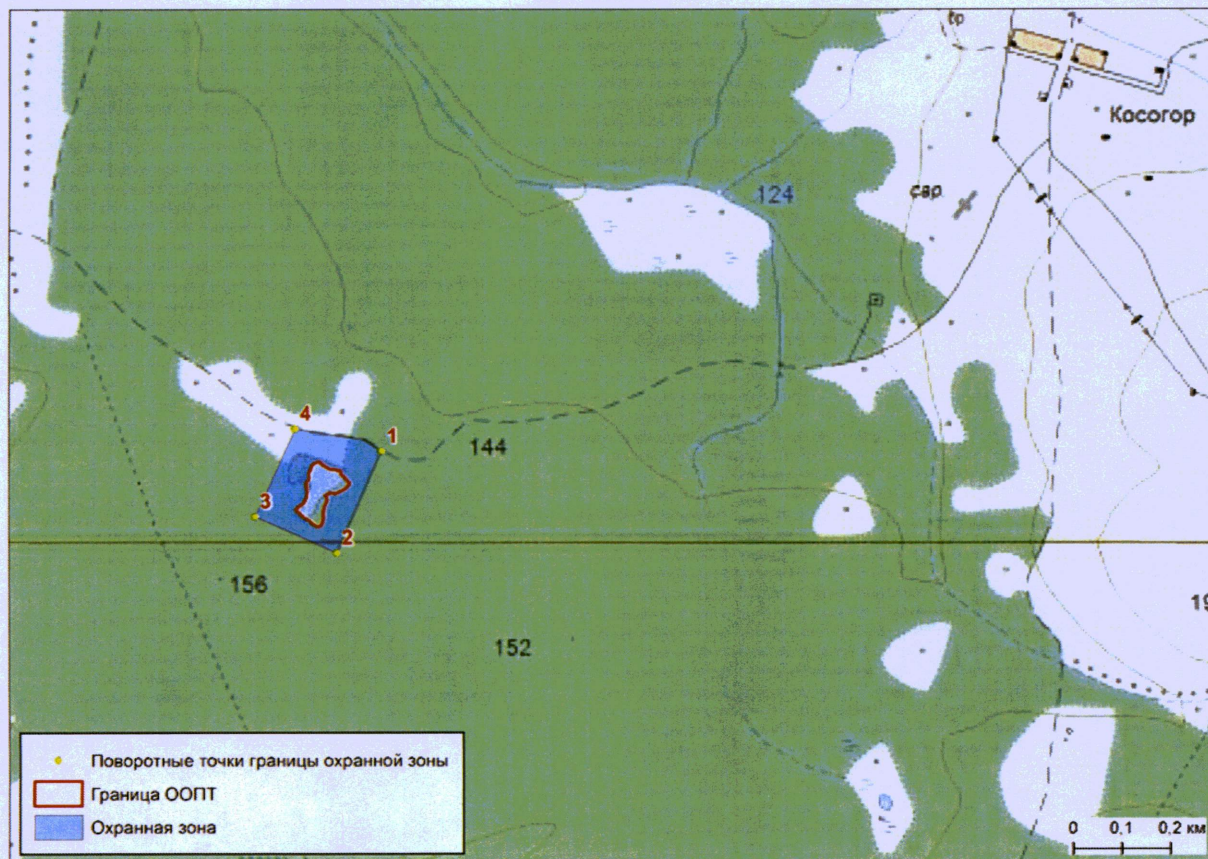 Косогор
124
сар
4
1
144
3
2
156
19
152
Поворотные точки границы охранной зоны
Граница ООПТ
Охранная зона
0 0,1 0,2 км